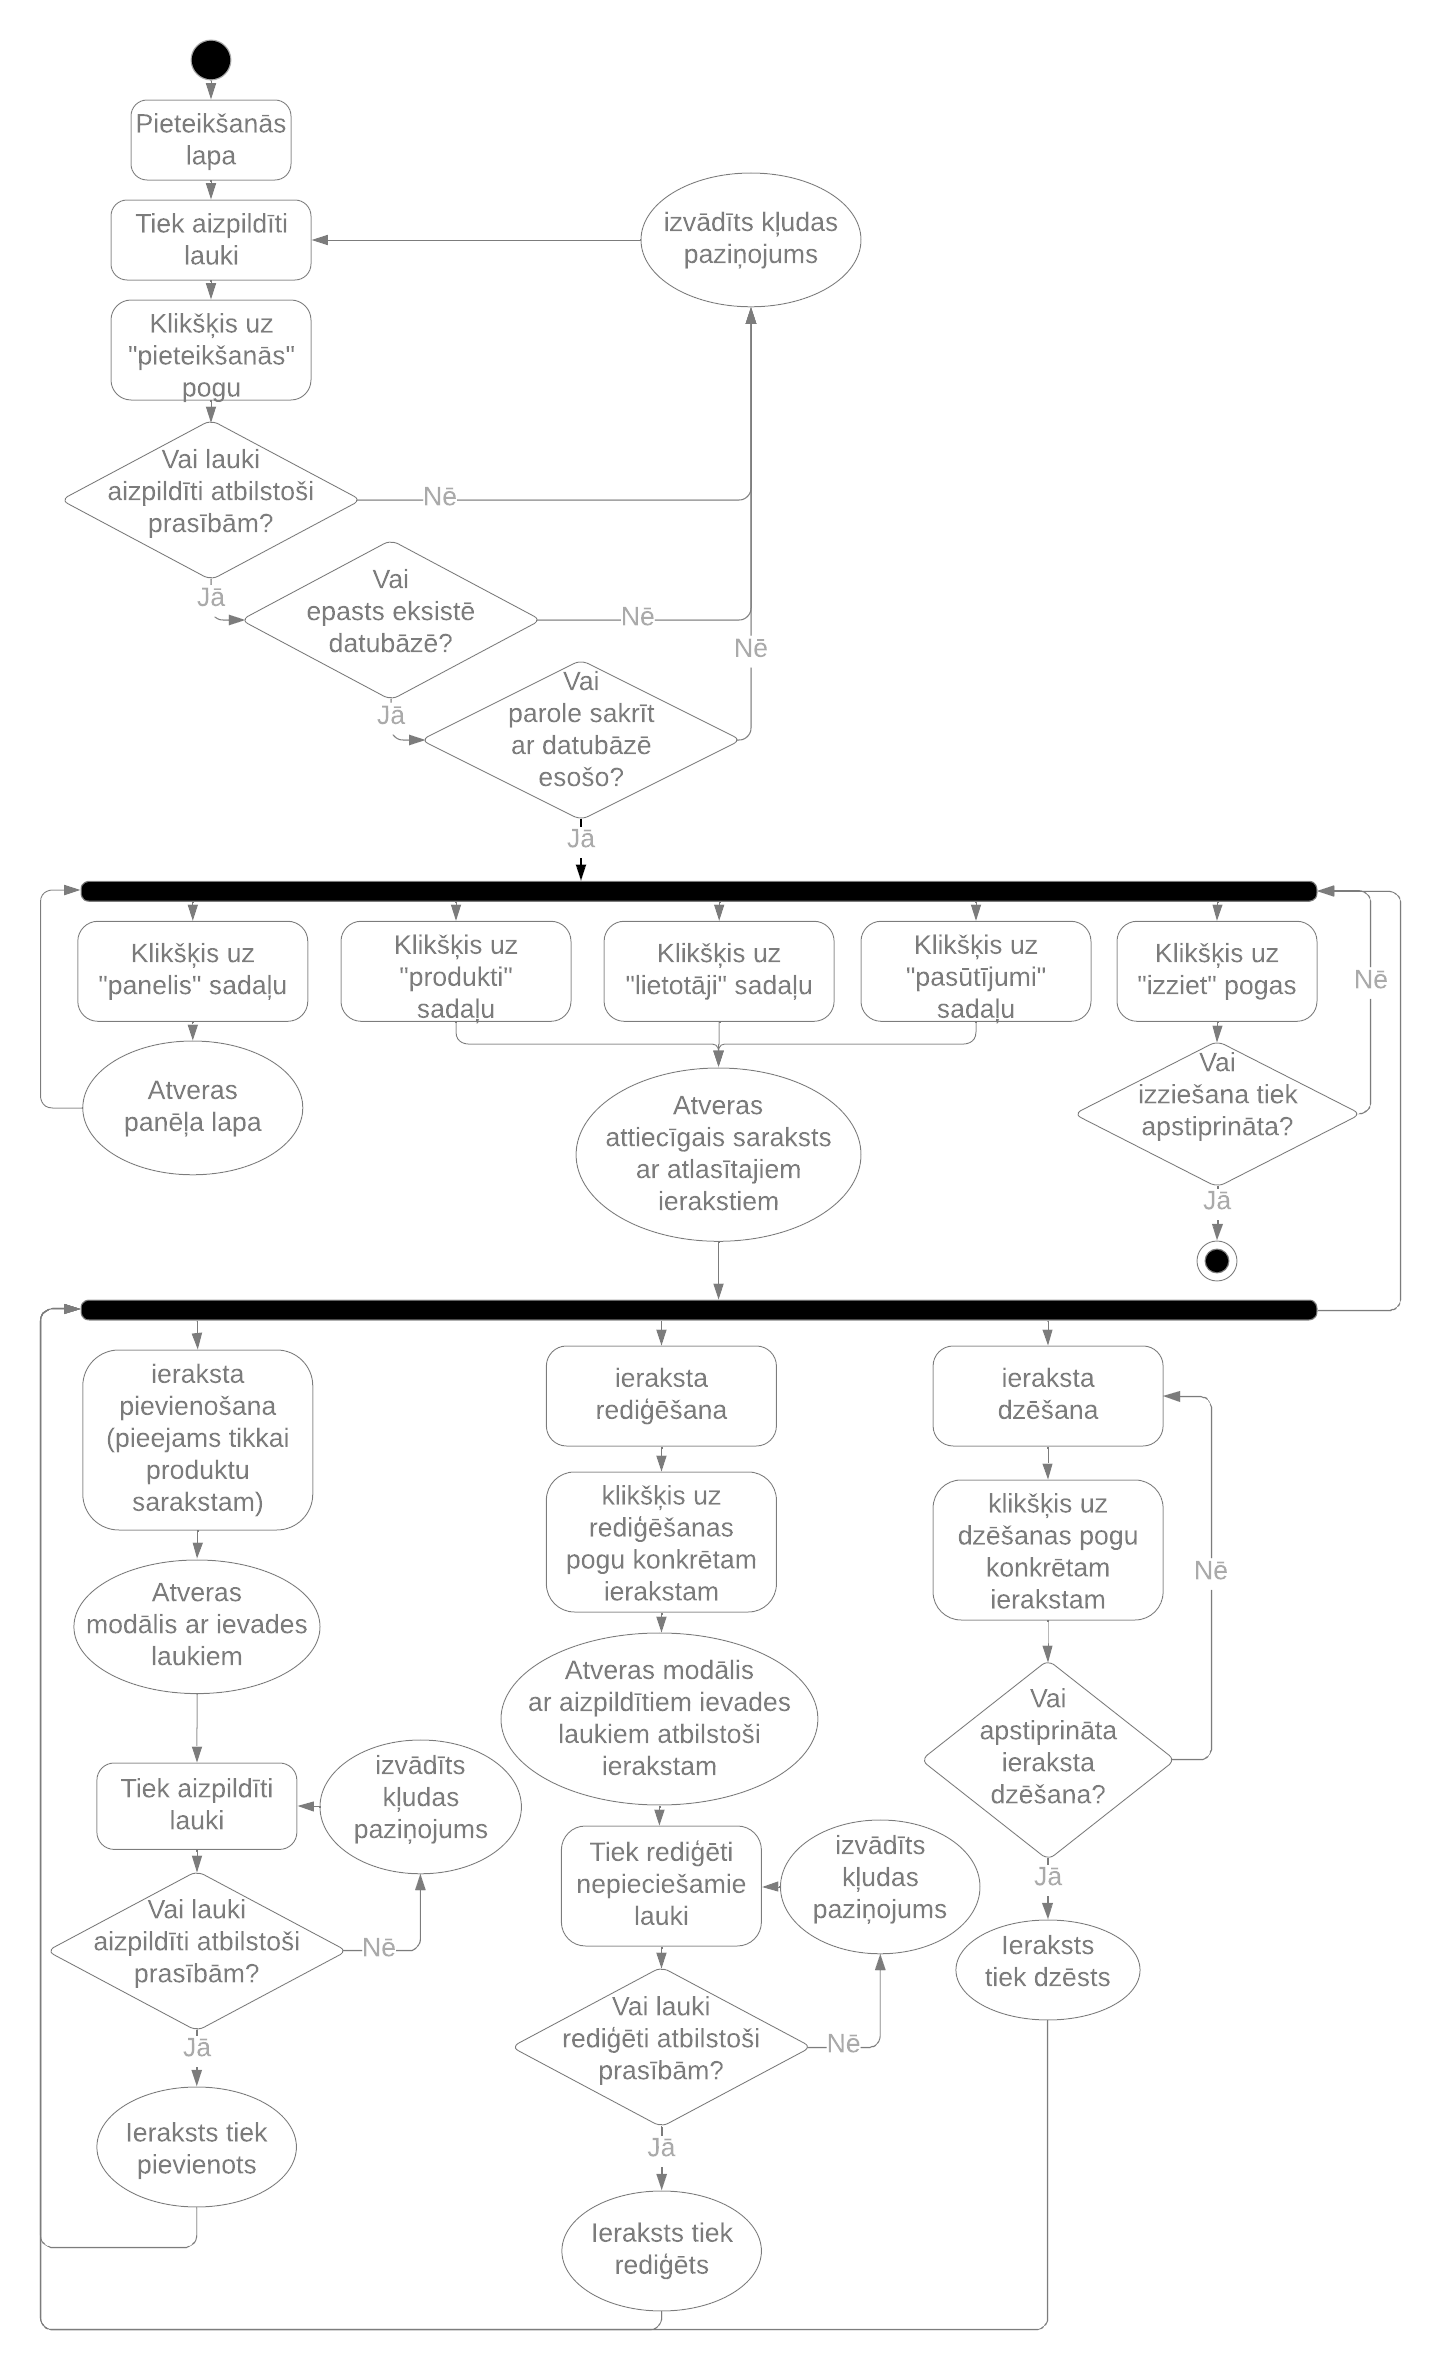 Pieteikšanās
lapa
Tiek aizpildīti
lauki
izvādīts kļudas
paziņojums
Klikšķis uz
"pieteikšanās"
pogu
Vai lauki
aizpildīti atbilstoši
prasībām?
Nē
Jā
Vai
epasts eksistē
datubāzē?
Nē
Nē
Jā
Vai
parole sakrīt
ar datubāzē
esošo?
Jā
Klikšķis uz
"panelis" sadaļu
Klikšķis uz
"produkti"
sadaļu
Klikšķis uz
"lietotāji" sadaļu
Klikšķis uz
"pasūtījumi"
sadaļu
Klikšķis uz
"izziet" pogas
Nē
Atveras
panēļa lapa
Atveras
attiecīgais saraksts
ar atlasītajiem
ierakstiem
Vai
izziešana tiek
apstiprināta?
Jā
ieraksta
pievienošana
(pieejams tikkai
produktu
sarakstam)
ieraksta
rediģēšana
ieraksta
dzēšana
klikšķis uz
rediģēšanas
pogu konkrētam
ierakstam
klikšķis uz
dzēšanas pogu
konkrētam
ierakstam
Nē
Atveras
modālis ar ievades
laukiem
Atveras modālis
ar aizpildītiem ievades
laukiem atbilstoši
ierakstam
Vai
apstiprināta
ieraksta
dzēšana?
Tiek aizpildīti
lauki
izvādīts
kļudas
paziņojums
Tiek rediģēti
nepieciešamie
lauki
izvādīts
kļudas
paziņojums
Jā
Vai lauki
aizpildīti atbilstoši
prasībām?
Nē
Ieraksts
tiek dzēsts
Vai lauki
rediģēti atbilstoši
prasībām?
Nē
Jā
Ieraksts tiek
pievienots
Jā
Ieraksts tiek
rediģēts